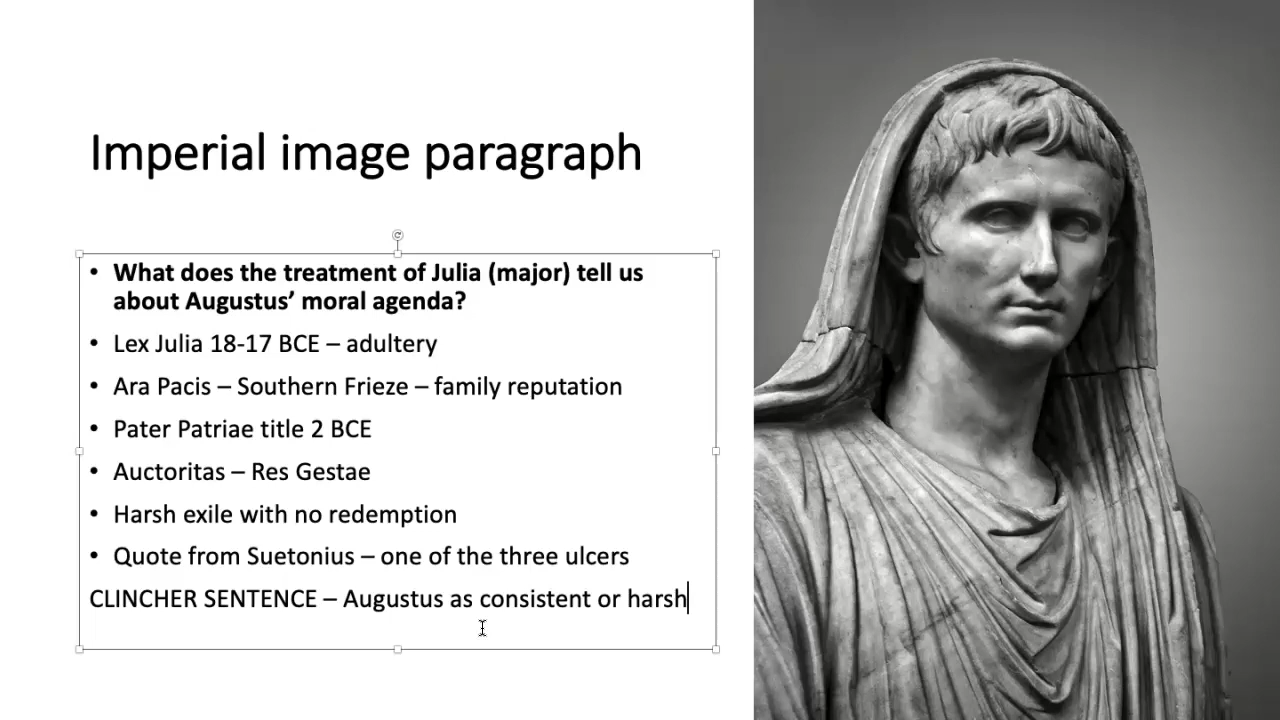 Imperial image paragraph
• What does the treatment of Julia (major) tell us
about Augustus’ moral agenda?
• Lex Julia 18-17 BCE – adultery
• Ara Pacis – Southern Frieze – family reputation
• Pater Patriae title 2 BCE
• Auctoritas – Res Gestae
• Harsh exile with no redemption
• Quote from Suetonius – one of the three ulcers
CLINCHER SENTENCE – Augustus as consistent or harsh